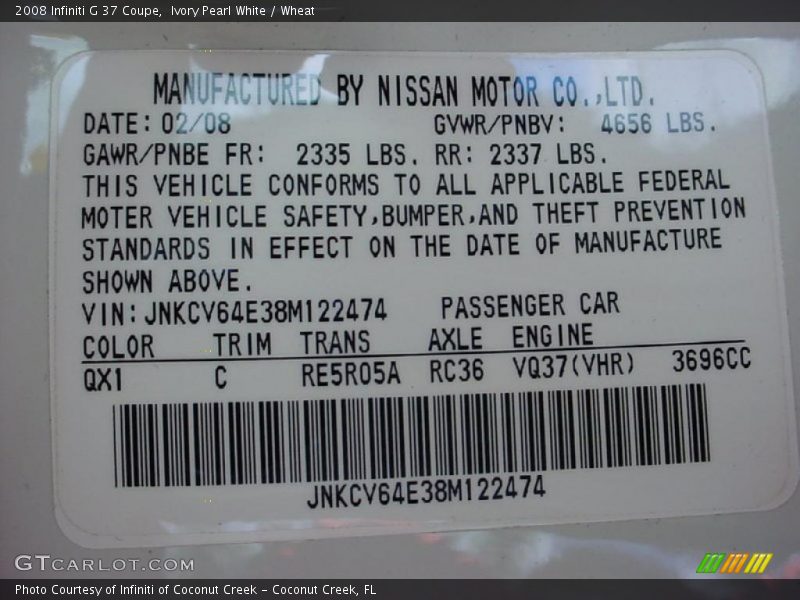 2008 Infiniti G 37 Coupe,  Ivory Pearl White / Wheat
MANUFACTURED BY NISSAN MOTOR CO.,LTD.
DATE: 02/08 GVWR/PNBV: 4656 LBS.
GAWR/PNBE FR: 2335 LBS. RR: 2337 LBS.
THIS VEHICLE CONFORMS TO ALL APPLICABLE FEDERAL
MOTER VEHICLE SAFETY,BUMPER,AND THEFT PREVENTION
STANDARDS IN EFFECT ON THE DATE OF MANUFACTURE
SHOWN ABOVE.
VIN:JNKCV64E38M122474 PASSENGER CAR
COLOR TRIM TRANS AXLE ENGINE
QX1 C RE5R05A RC36 VQ37(VHR) 3696CC
JNKCV64E38M122474
GTCARLOT.COM
Photo Courtesy of Infiniti of Coconut Creek – Coconut Creek, FL